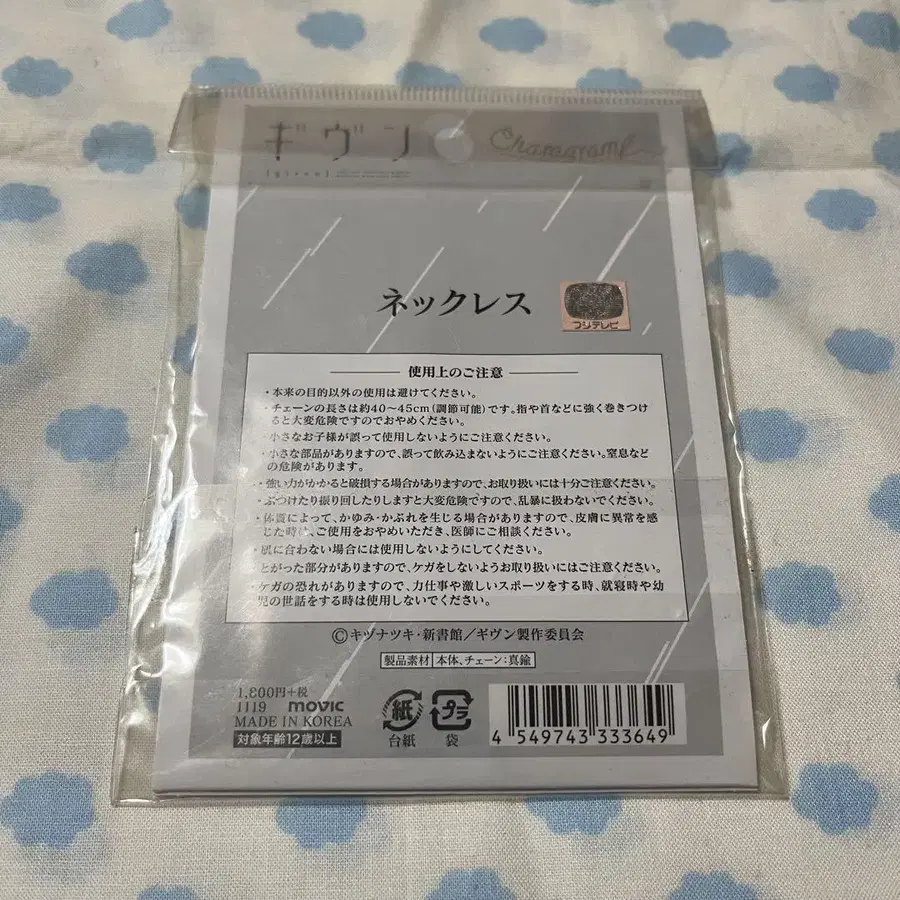 ギヴン Charagramf
[given]
ネックレス
フジテレビ
使用上のご注意
・本来の目的以外の使用は避けてください。
・チェーンの長さは約40～45cm(調節可能)です。指や首などに強く巻きつけ
ると大変危険ですのでおやめください。
・小さなお子様が誤って使用しないようにご注意ください。
・小さな部品がありますので、誤って飲み込まないようにご注意ください。窒息など
の危険があります。
・強い力がかかると破損する場合がありますので、お取り扱いには十分ご注意ください。
・ぶつけたり振り回したりしますと大変危険ですので、乱暴に扱わないでください。
・体質によって、かゆみ・かぶれを生じる場合がありますので、皮膚に異常を感
じた時は、ご使用をおやめいただき、医師にご相談ください。
・肌に合わない場合には使用しないようにしてください。
・とがった部分がありますので、ケガをしないようお取り扱いにはご注意ください。
・ケガの恐れがありますので、力仕事や激しいスポーツをする時、就寝時や幼
児の世話をする時は使用しないでください。
©キヅナツキ・新書館／ギヴン製作委員会
製品素材 本体、チェーン:真鍮
1,800円+税
1119 movic
MADE IN KOREA
対象年齢12歳以上
紙 プラ
台紙 袋
4 549743 333649